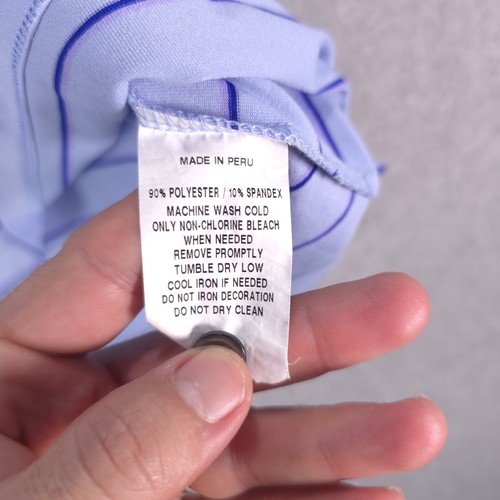 MADE IN PERU
90% POLYESTER / 10% SPANDEX
MACHINE WASH COLD
ONLY NON-CHLORINE BLEACH
WHEN NEEDED
REMOVE PROMPTLY
TUMBLE DRY LOW
COOL IRON IF NEEDED
DO NOT IRON DECORATION
DO NOT DRY CLEAN